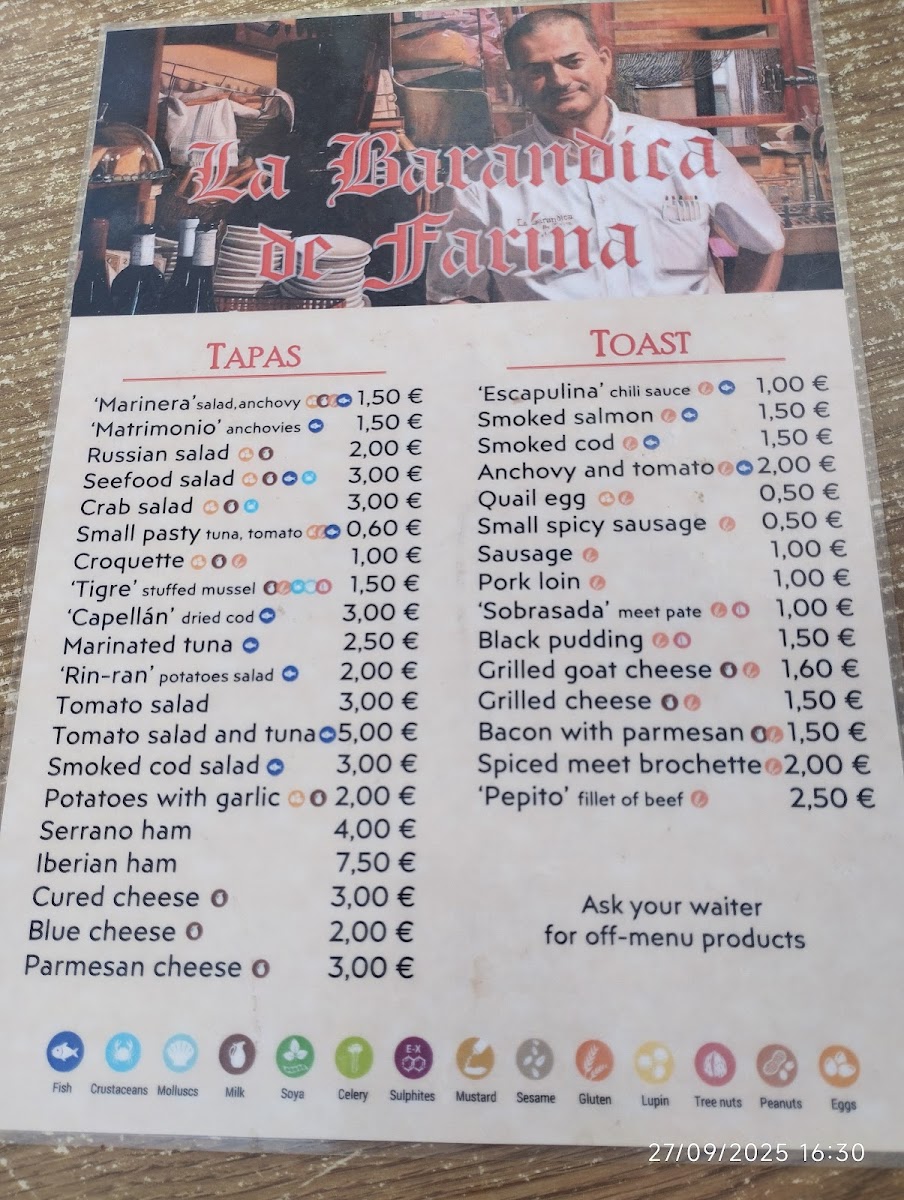 La Barandica
de Farina
TAPAS
'Marinera' salad, anchovy 1,50 €
'Matrimonio' anchovies 1,50 €
Russian salad 2,00 €
Seefood salad 3,00 €
Crab salad 3,00 €
Small pasty tuna, tomato 0,60 €
Croquette 1,00 €
'Tigre' stuffed mussel 1,50 €
'Capellán' dried cod 3,00 €
Marinated tuna 2,50 €
'Rin-ran' potatoes salad 2,00 €
Tomato salad 3,00 €
Tomato salad and tuna 5,00 €
Smoked cod salad 3,00 €
Potatoes with garlic 2,00 €
Serrano ham 4,00 €
Iberian ham 7,50 €
Cured cheese 3,00 €
Blue cheese 2,00 €
Parmesan cheese 3,00 €
TOAST
'Escapulina' chili sauce 1,00 €
Smoked salmon 1,50 €
Smoked cod 1,50 €
Anchovy and tomato 2,00 €
Quail egg 0,50 €
Small spicy sausage 0,50 €
Sausage 1,00 €
Pork loin 1,00 €
'Sobrasada' meet pate 1,00 €
Black pudding 1,50 €
Grilled goat cheese 1,60 €
Grilled cheese 1,50 €
Bacon with parmesan 1,50 €
Spiced meet brochette 2,00 €
'Pepito' fillet of beef 2,50 €
Ask your waiter
for off-menu products
E-X
Fish Crustaceans Molluscs Milk Soya Celery Sulphites Mustard Sesame Gluten Lupin Tree nuts Peanuts Eggs
27/09/2025 16:30